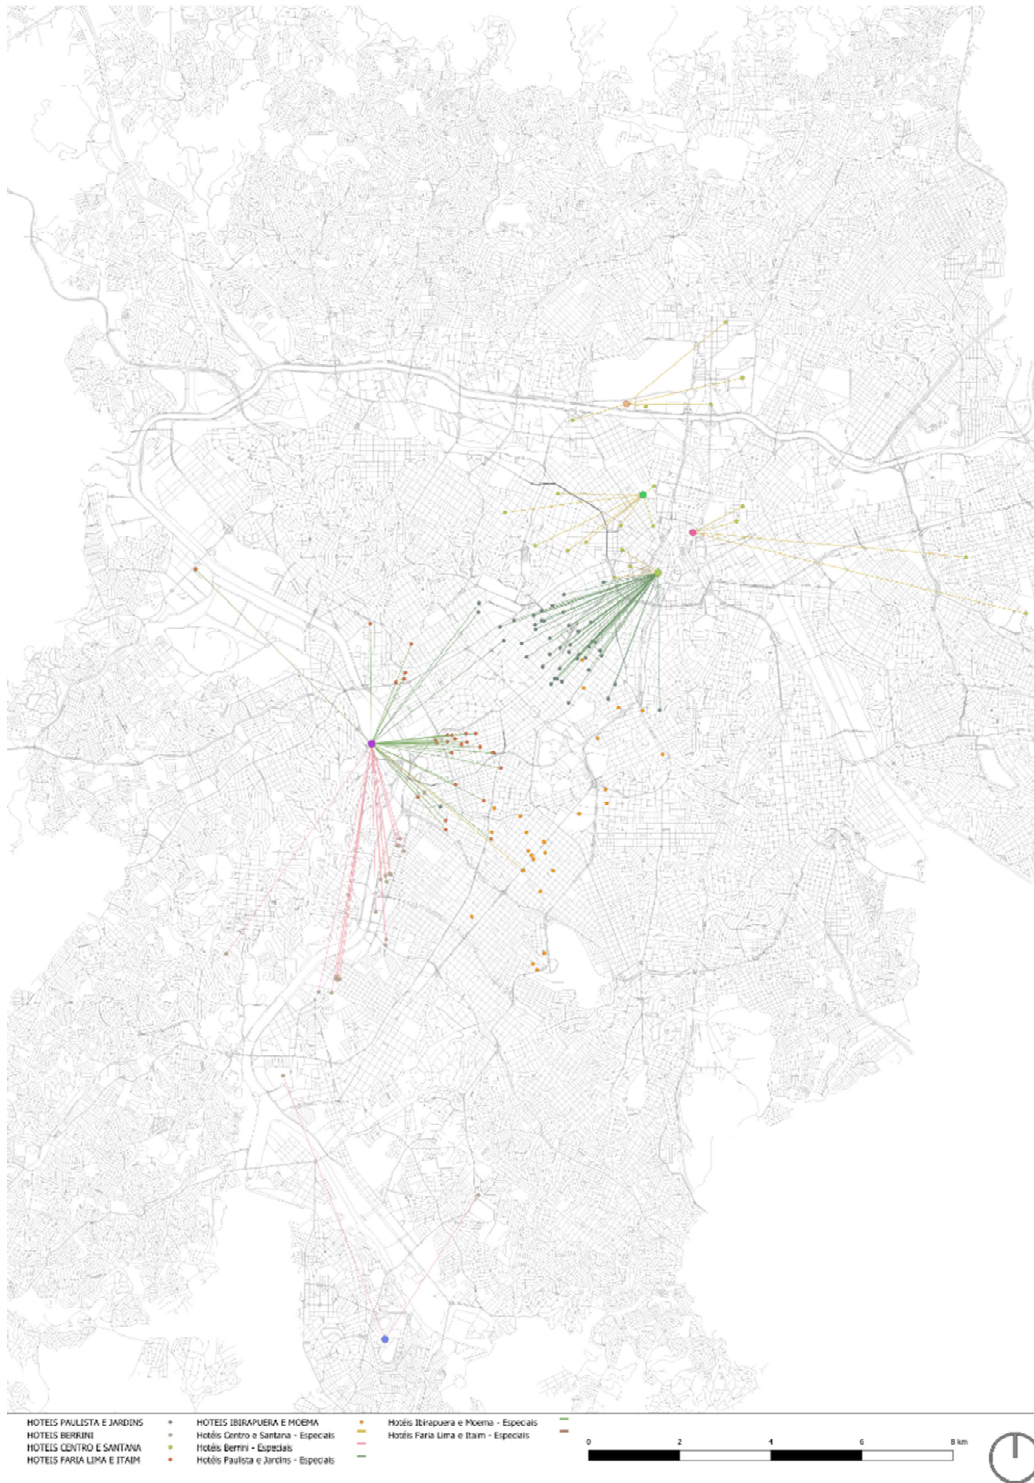 HOTEIS PAULISTA E JARDINS
HOTEIS BERRINI
HOTEIS CENTRO E SANTANA
HOTEIS FARIA LIMA E ITAIM
HOTEIS IBIRAPUERA E MOEMA
Hotéis Centro e Santana - Especiais
Hotéis Berrini - Especiais
Hotéis Paulista e Jardins - Especiais
Hotéis Ibirapuera e Moema - Especiais
Hotéis Faria Lima e Itaim - Especiais
0 2 4 6 8 km